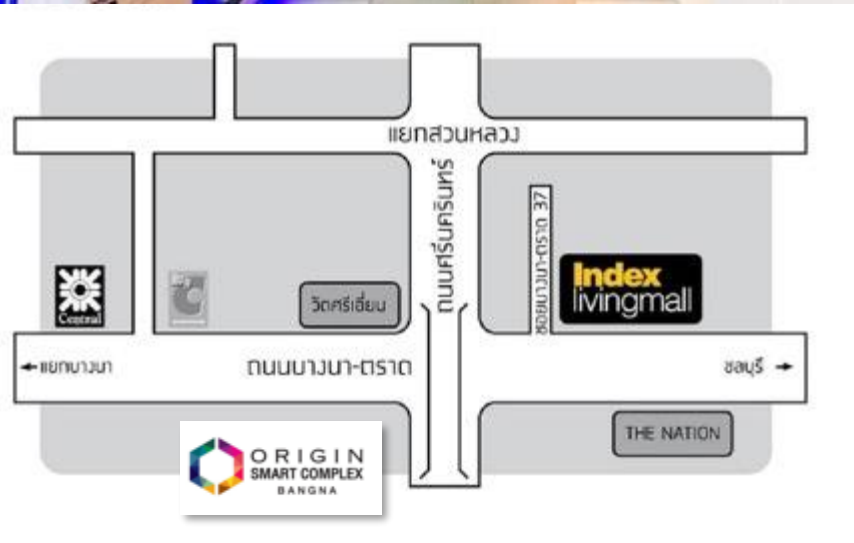 แยกสวนหลวง
ถนนศรีนครินทร์
ซอยบางนา-ตราด 37
Index
livingmall
Central
วัดศรีเอี่ยม
←แยกบางนา
ถนนบางนา-ตราด
ชลบุรี →
THE NATION
ORIGIN
SMART COMPLEX
BANGNA